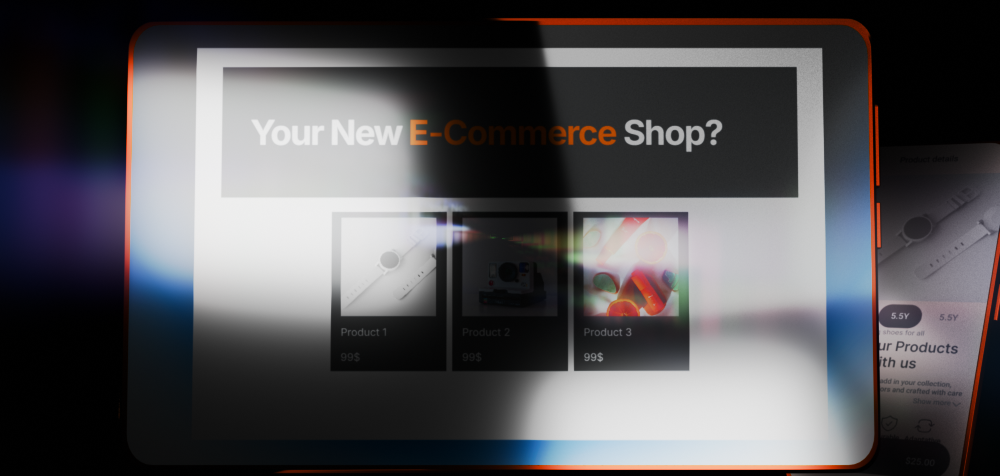 Your New E-Commerce Shop?
Product 1
99$
Product 2
99$
Product 3
99$
Product details
5.5Y
5.5Y
shoes for all
ur Products
ith us
add in your collection.
es and crafted with care
Show more